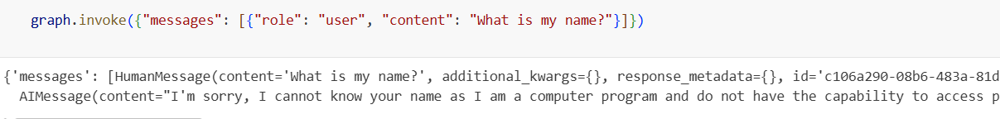 graph.invoke({"messages": [{"role": "user", "content": "What is my name?"}]})
{'messages': [HumanMessage(content='What is my name?', additional_kwargs={}, response_metadata={}, id='c106a290-08b6-483a-81d
AIMessage(content="I'm sorry, I cannot know your name as I am a computer program and do not have the capability to access p